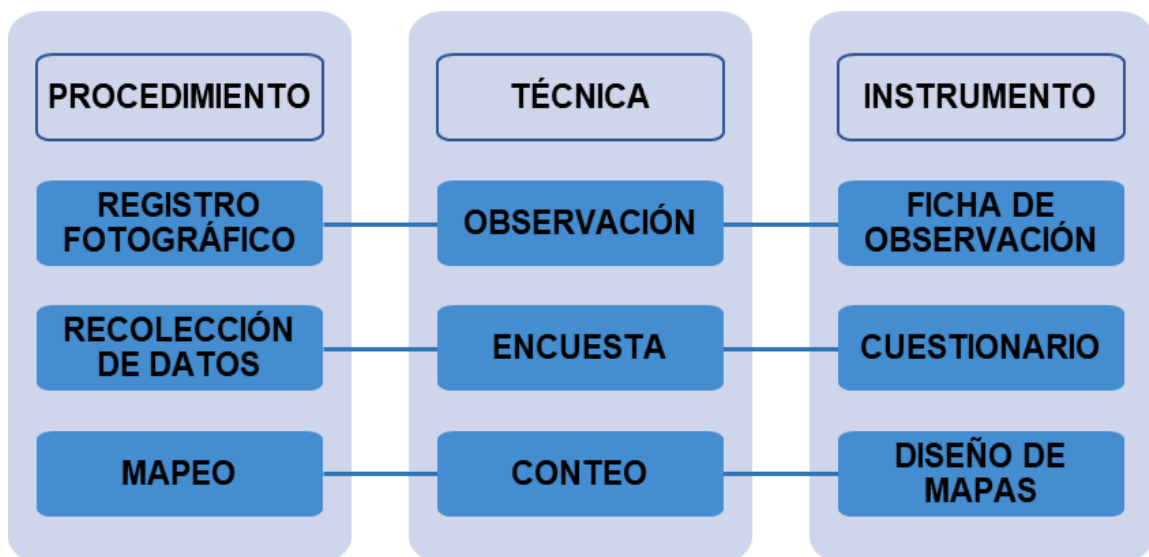 PROCEDIMIENTO
TÉCNICA
INSTRUMENTO
REGISTRO
FOTOGRÁFICO
OBSERVACIÓN
FICHA DE
OBSERVACIÓN
RECOLECCIÓN
DE DATOS
ENCUESTA
CUESTIONARIO
MAPEO
CONTEO
DISEÑO DE
MAPAS